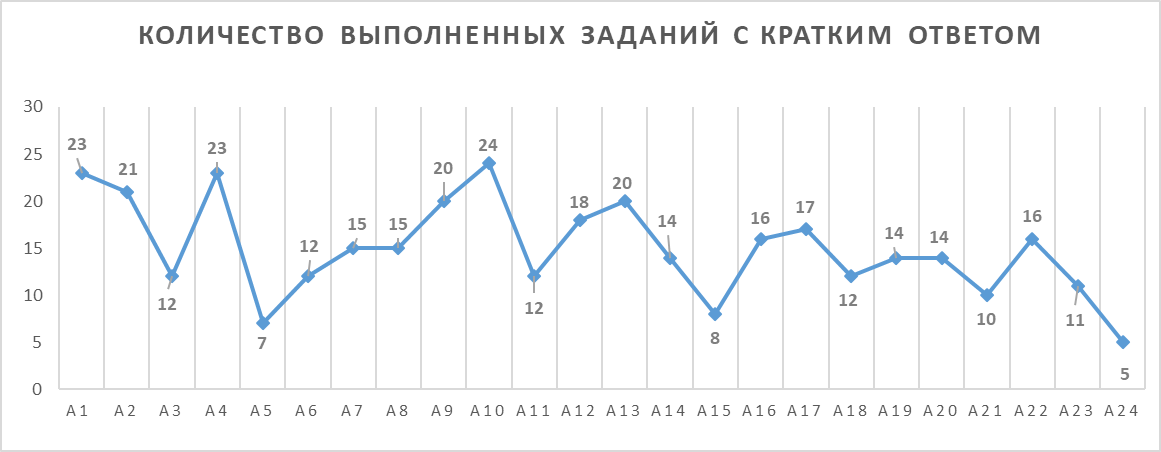 КОЛИЧЕСТВО ВЫПОЛНЕННЫХ ЗАДАНИЙ С КРАТКИМ ОТВЕТОМ
30
25
20
15
10
5
0
23 21 12 23 7 12 15 15 20 24 12 18 20 14 8 16 17 12 14 14 10 16 11 5
А1 А2 А3 А4 А5 А6 А7 А8 А9 А10 А11 А12 А13 А14 А15 А16 А17 А18 А19 А20 А21 А22 А23 А24